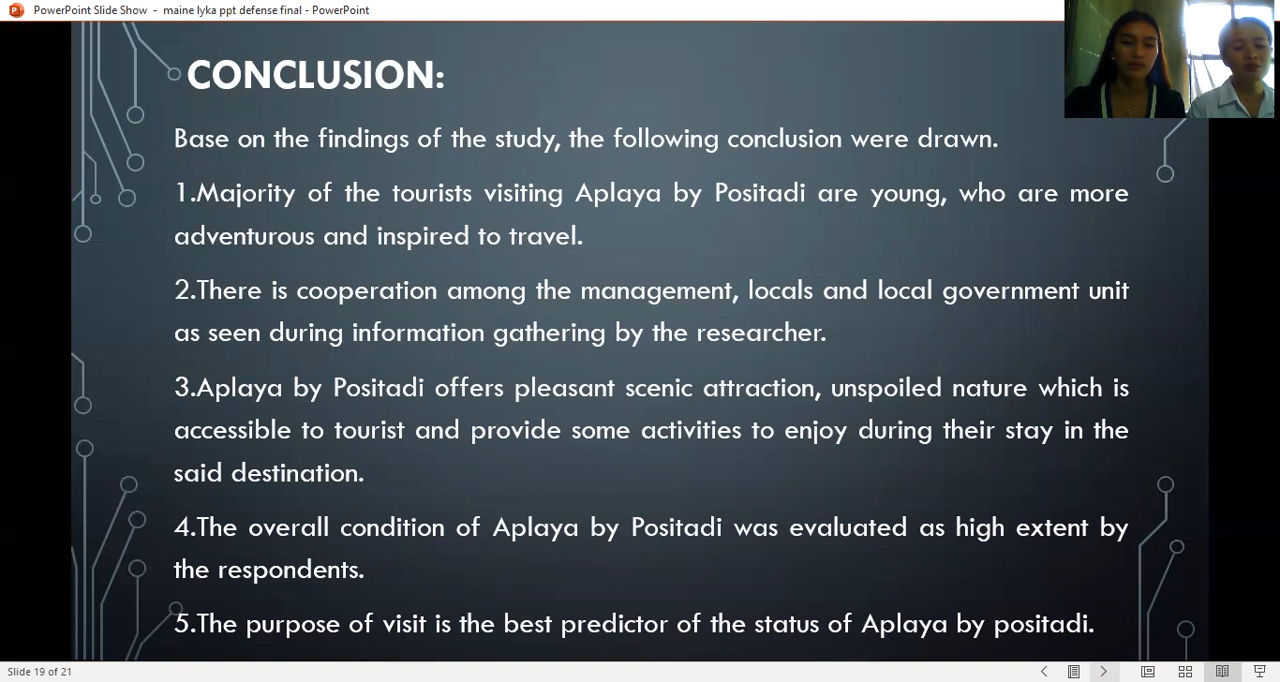 PowerPoint Slide Show - maine lyka ppt defense final - PowerPoint
CONCLUSION:
Base on the findings of the study, the following conclusion were drawn.
1.Majority of the tourists visiting Aplaya by Positadi are young, who are more
adventurous and inspired to travel.
2.There is cooperation among the management, locals and local government unit
as seen during information gathering by the researcher.
3.Aplaya by Positadi offers pleasant scenic attraction, unspoiled nature which is
accessible to tourist and provide some activities to enjoy during their stay in the
said destination.
4.The overall condition of Aplaya by Positadi was evaluated as high extent by
the respondents.
5.The purpose of visit is the best predictor of the status of Aplaya by positadi.
Slide 19 of 21